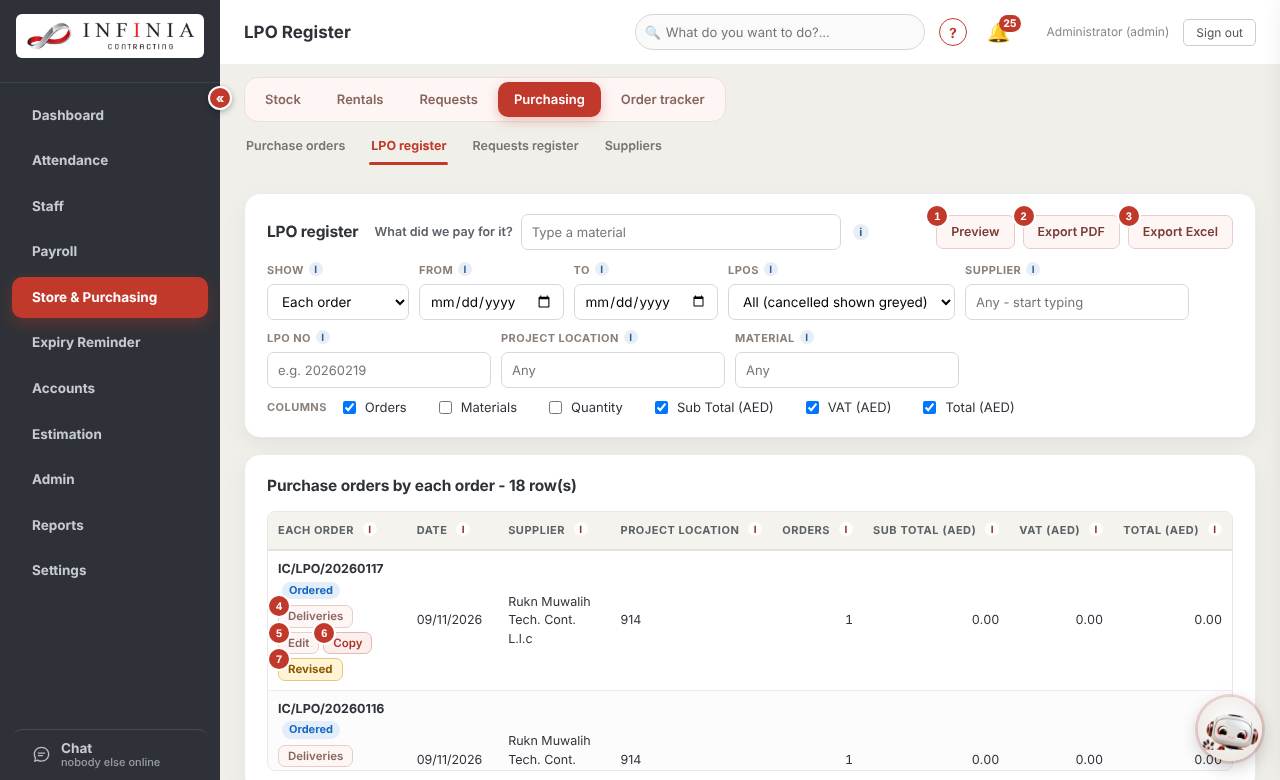 INFINIA
CONTRACTING
LPO Register
What do you want to do?...
?
25
Administrator (admin)
Sign out
«
Dashboard
Attendance
Staff
Payroll
Store & Purchasing
Expiry Reminder
Accounts
Estimation
Admin
Reports
Settings
Chat
nobody else online
Stock Rentals Requests Purchasing Order tracker
Purchase orders LPO register Requests register Suppliers
LPO register What did we pay for it? Type a material i
1 Preview 2 Export PDF 3 Export Excel
SHOW i FROM i TO i LPOS i SUPPLIER i
Each order mm/dd/yyyy mm/dd/yyyy All (cancelled shown greyed) Any - start typing
LPO NO i PROJECT LOCATION i MATERIAL i
e.g. 20260219 Any Any
COLUMNS Orders Materials Quantity Sub Total (AED) VAT (AED) Total (AED)
Purchase orders by each order - 18 row(s)
EACH ORDER I DATE I SUPPLIER I PROJECT LOCATION I ORDERS I SUB TOTAL (AED) I VAT (AED) I TOTAL (AED) I
IC/LPO/20260117
Ordered
4 Deliveries
5 Edit 6 Copy
7 Revised
09/11/2026
Rukn Muwalih
Tech. Cont.
L.l.c
914 1 0.00 0.00 0.00
IC/LPO/20260116
Ordered
Deliveries
09/11/2026
Rukn Muwalih
Tech. Cont.
914 1 0.00 0.00 0.00